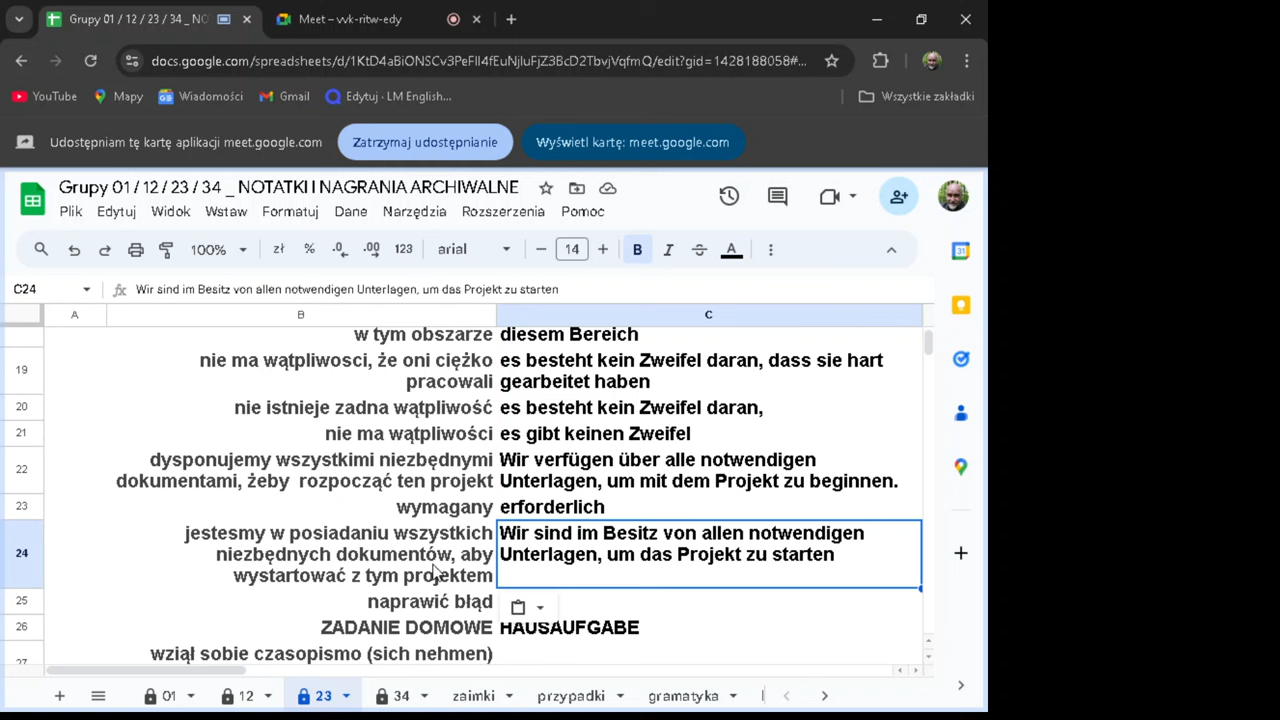 Grupy 01 / 12 / 23 / 34 _ NO
Meet – vvk-ritw-edy
docs.google.com/spreadsheets/d/1KtD4aBiONSCv3PeFlI4fEuNjluFjZ3BcD2TbvjVqfmQ/edit?gid=1428188058#...
YouTube Mapy Wiadomości Gmail Edytuj · LM English... Wszystkie zakładki
Udostępniam tę kartę aplikacji meet.google.com Zatrzymaj udostępnianie Wyświetl kartę: meet.google.com
Grupy 01 / 12 / 23 / 34 _ NOTATKI I NAGRANIA ARCHIWALNE
Plik Edytuj Widok Wstaw Formatuj Dane Narzędzia Rozszerzenia Pomoc
100% zł % .0 .00 123 arial 14 B I A
C24 fx Wir sind im Besitz von allen notwendigen Unterlagen, um das Projekt zu starten
A B C
w tym obszarze diesem Bereich
19 nie ma wątpliwosci, że oni ciężko es besteht kein Zweifel daran, dass sie hart
pracowali gearbeitet haben
20 nie istnieje zadna wątpliwość es besteht kein Zweifel daran,
21 nie ma wątpliwości es gibt keinen Zweifel
22 dysponujemy wszystkimi niezbędnymi Wir verfügen über alle notwendigen
dokumentami, żeby rozpocząć ten projekt Unterlagen, um mit dem Projekt zu beginnen.
23 wymagany erforderlich
jestesmy w posiadaniu wszystkich Wir sind im Besitz von allen notwendigen
24 niezbędnych dokumentów, aby Unterlagen, um das Projekt zu starten
wystartować z tym projektem
25 naprawić błąd
26 ZADANIE DOMOWE HAUSAUFGABE
27 wziął sobie czasopismo (sich nehmen)
01 12 23 34 zaimki przypadki gramatyka